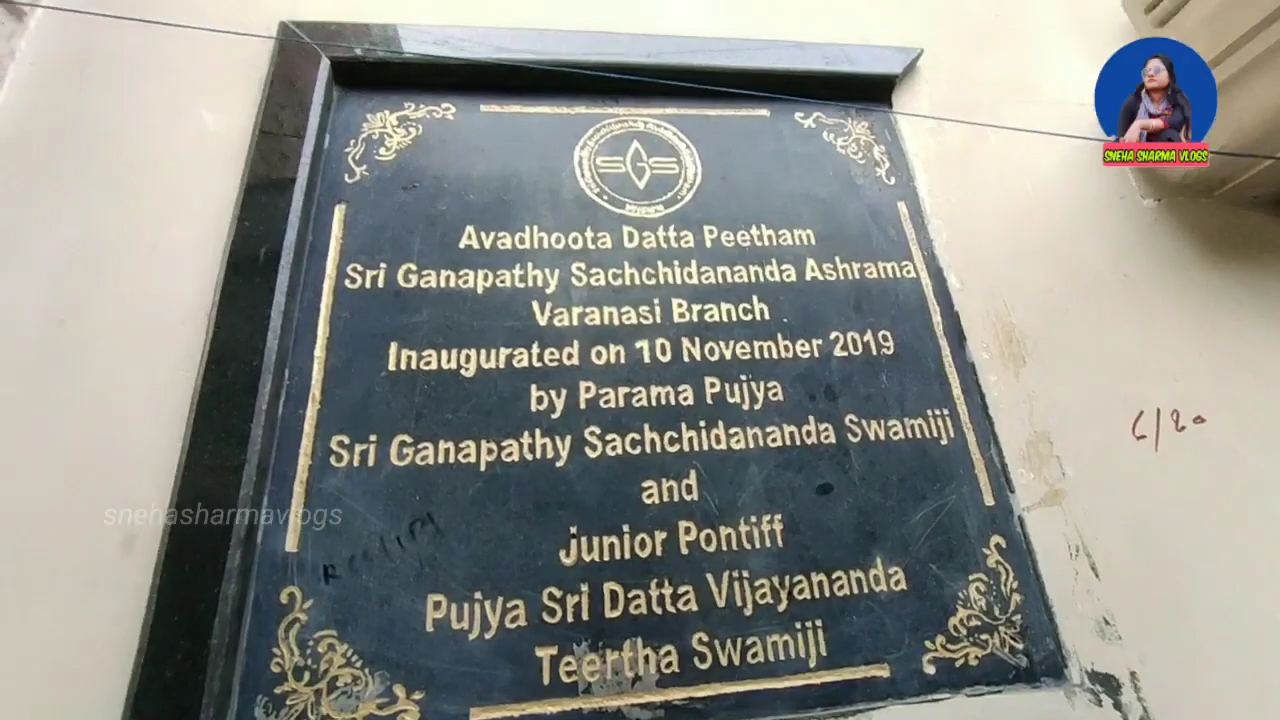 SGS
Avadhoota Datta Peetham
Sri Ganapathy Sachchidananda Ashrama
Varanasi Branch
Inaugurated on 10 November 2019
by Parama Pujya
Sri Ganapathy Sachchidananda Swamiji
and
Junior Pontiff
Pujya Sri Datta Vijayananda
Teertha Swamiji
SNEHA SHARMA VLOGS
snehasharmavlogs